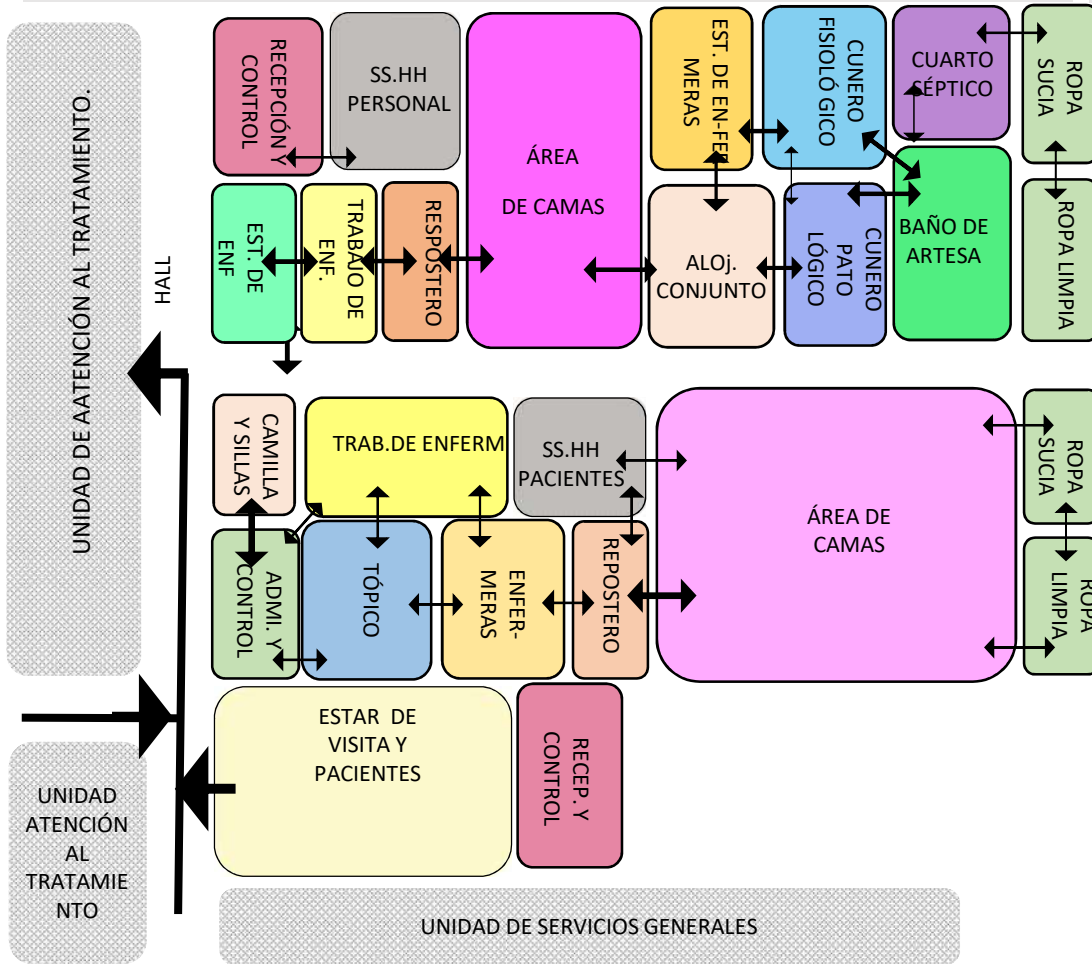 UNIDAD DE AATENCIÓN AL TRATAMIENTO.
HALL
RECEPCIÓN Y
CONTROL
SS.HH
PERSONAL
ÁREA
DE CAMAS
EST. DE EN-FE
MERAS
CUNERO
FISIOLÓ GICO
CUARTO
SÉPTICO
ROPA
SUCIA
EST. DE
ENF
TRABAJO DE
ENF.
RESPOSTERO
ALOj.
CONJUNTO
CUNERO
PATO
LÓGICO
BAÑO DE
ARTESA
ROPA LIMPIA
CAMILLA
Y SILLAS
TRAB.DE ENFERM
SS.HH
PACIENTES
ÁREA DE
CAMAS
ROPA
SUCIA
ADMI. Y
CONTROL
TÓPICO
ENFER-
MERAS
REPOSTERO
ROPA
LIMPIA
ESTAR DE
VISITA Y
PACIENTES
RECEP. Y
CONTROL
UNIDAD
ATENCIÓN
AL
TRATAMIE
NTO
UNIDAD DE SERVICIOS GENERALES